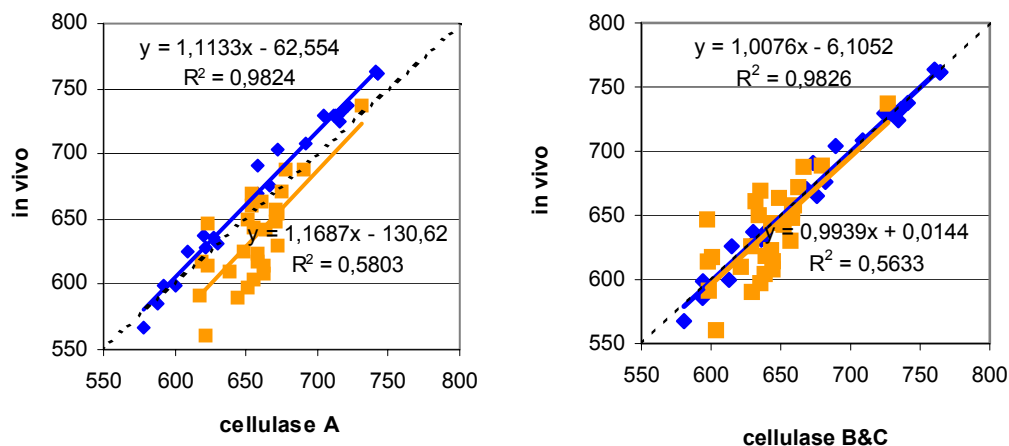 800
y = 1,1133x - 62,554
R² = 0,9824
750
700
650
y = 1,1687x - 130,62
R² = 0,5803
600
550
550 600 650 700 750 800
in vivo
cellulase A
800
y = 1,0076x - 6,1052
R² = 0,9826
750
700
650
y = 0,9939x + 0,0144
R² = 0,5633
600
550
550 600 650 700 750 800
in vivo
cellulase B&C